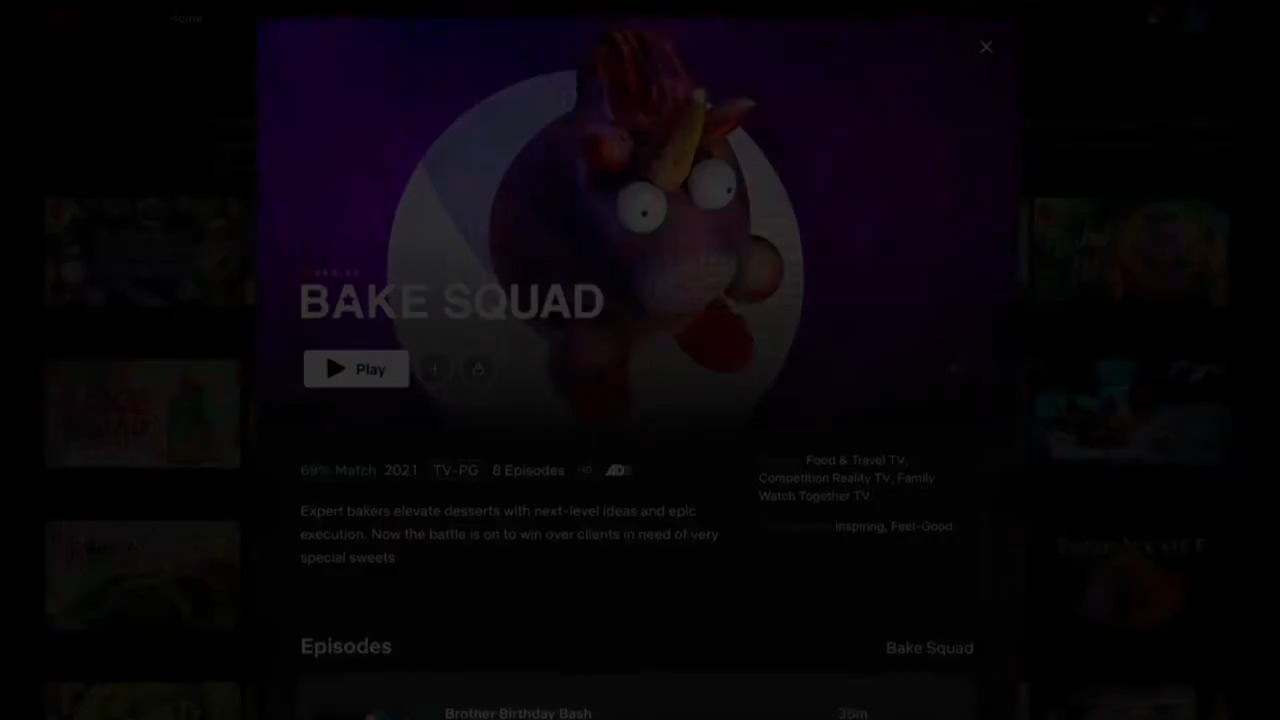 Home
SERIES
BAKE SQUAD
Play
69% Match 2021 TV-PG 8 Episodes HD AD
Food & Travel TV,
Competition Reality TV, Family
Watch Together TV
Inspiring, Feel-Good
Expert bakers elevate desserts with next-level ideas and epic
execution. Now the battle is on to win over clients in need of very
special sweets.
Episodes
Bake Squad
Brother Birthday Bash 35m